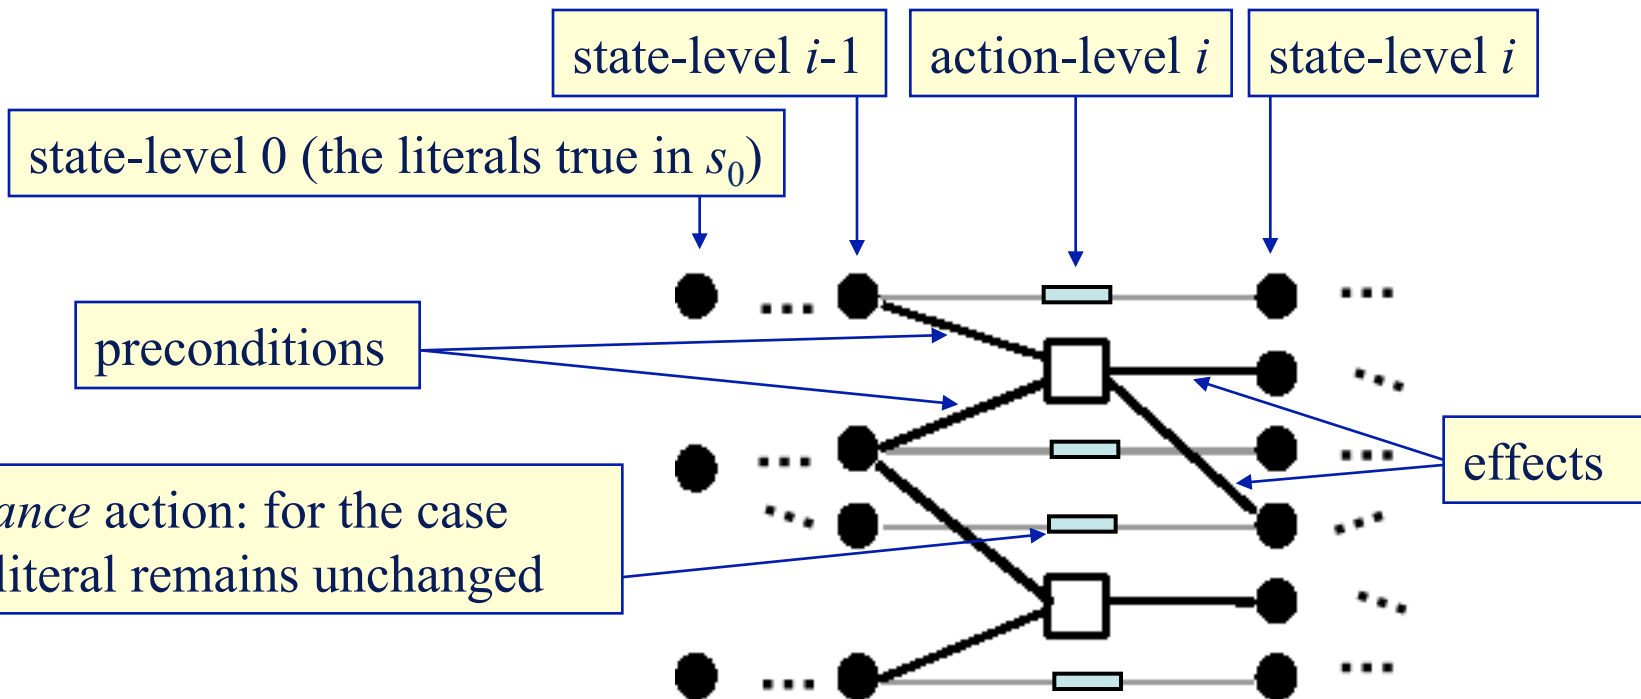 state-level i-1
action-level i
state-level i
state-level 0 (the literals true in s₀)
preconditions
effects
ance action: for the case
literal remains unchanged